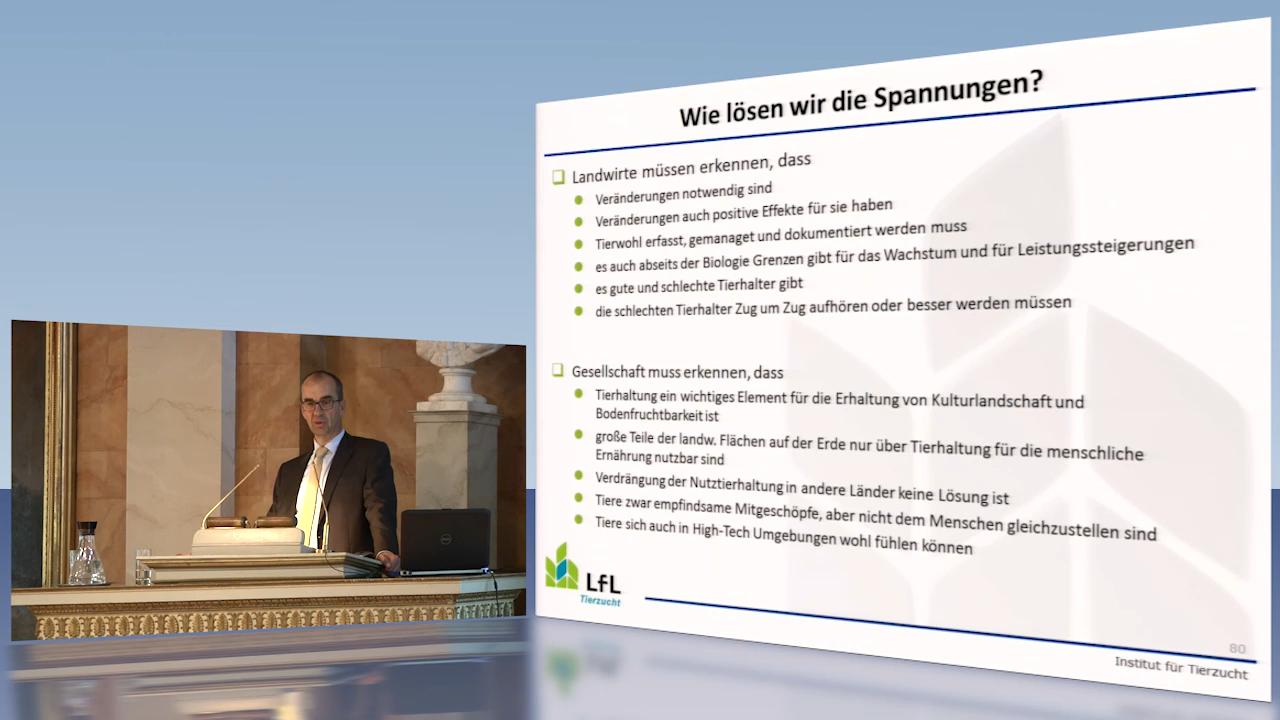 Wie lösen wir die Spannungen?
Landwirte müssen erkennen, dass
Veränderungen notwendig sind
Veränderungen auch positive Effekte für sie haben
Tierwohl erfasst, gemanaget und dokumentiert werden muss
es auch abseits der Biologie Grenzen gibt für das Wachstum und für Leistungssteigerungen
es gute und schlechte Tierhalter gibt
die schlechten Tierhalter Zug um Zug aufhören oder besser werden müssen
Gesellschaft muss erkennen, dass
Tierhaltung ein wichtiges Element für die Erhaltung von Kulturlandschaft und
Bodenfruchtbarkeit ist
große Teile der landw. Flächen auf der Erde nur über Tierhaltung für die menschliche
Ernährung nutzbar sind
Verdrängung der Nutztierhaltung in andere Länder keine Lösung ist
Tiere zwar empfindsame Mitgeschöpfe, aber nicht dem Menschen gleichzustellen sind
Tiere sich auch in High-Tech Umgebungen wohl fühlen können
LfL
Tierzucht
80
Institut für Tierzucht